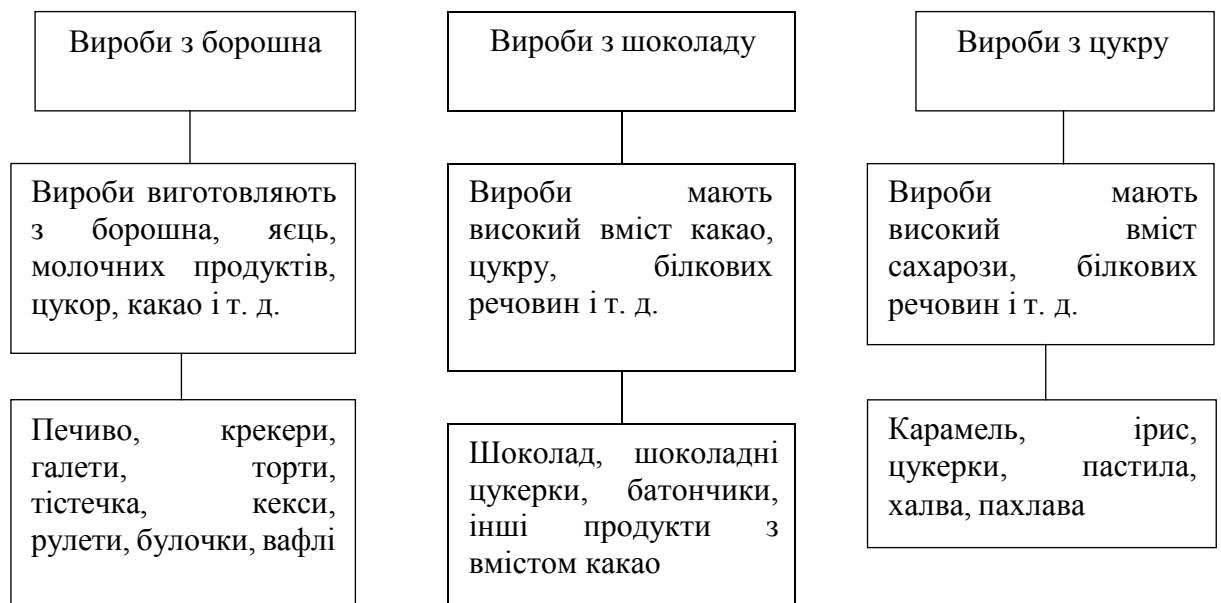 Вироби з борошна
Вироби виготовляють
з борошна, яєць,
молочних продуктів,
цукор, какао і т. д.
Печиво, крекери,
галети, торти,
тістечка, кекси,
рулети, булочки, вафлі
Вироби з шоколаду
Вироби мають
високий вміст какао,
цукру, білкових
речовин і т. д.
Шоколад, шоколадні
цукерки, батончики,
інші продукти з
вмістом какао
Вироби з цукру
Вироби мають
високий вміст
сахарози, білкових
речовин і т. д.
Карамель, ірис,
цукерки, пастила,
халва, пахлава